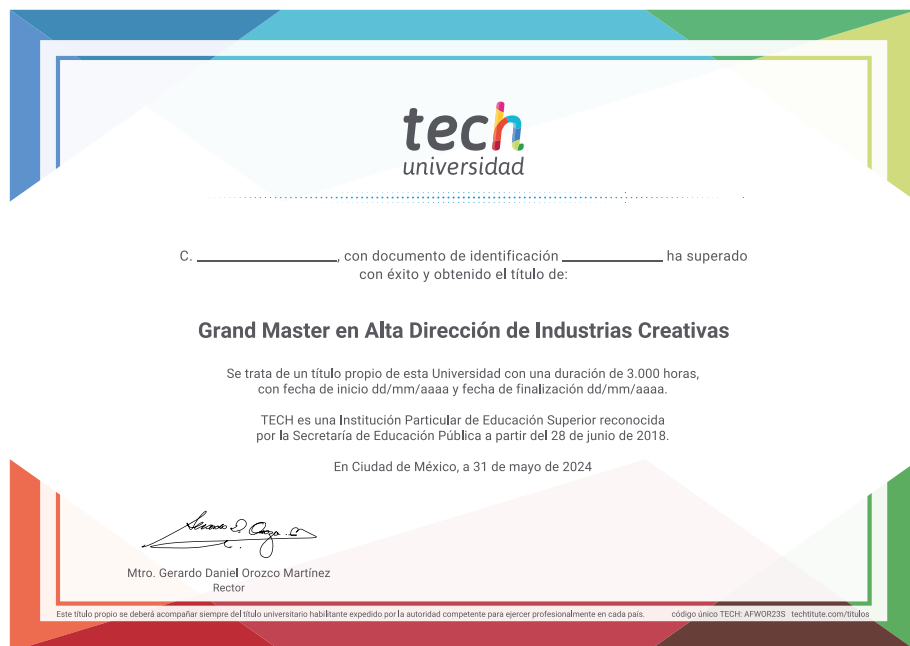 tech
universidad
C. ________________, con documento de identificación ____________ ha superado
con éxito y obtenido el título de:
Grand Master en Alta Dirección de Industrias Creativas
Se trata de un título propio de esta Universidad con una duración de 3.000 horas,
con fecha de inicio dd/mm/aaaa y fecha de finalización dd/mm/aaaa.
TECH es una Institución Particular de Educación Superior reconocida
por la Secretaría de Educación Pública a partir del 28 de junio de 2018.
En Ciudad de México, a 31 de mayo de 2024
Mtro. Gerardo Daniel Orozco Martínez
Rector
Este título propio se deberá acompañar siempre del título universitario habilitante expedido por la autoridad competente para ejercer profesionalmente en cada país. código único TECH: AFWOR23S techtitute.com/titulos